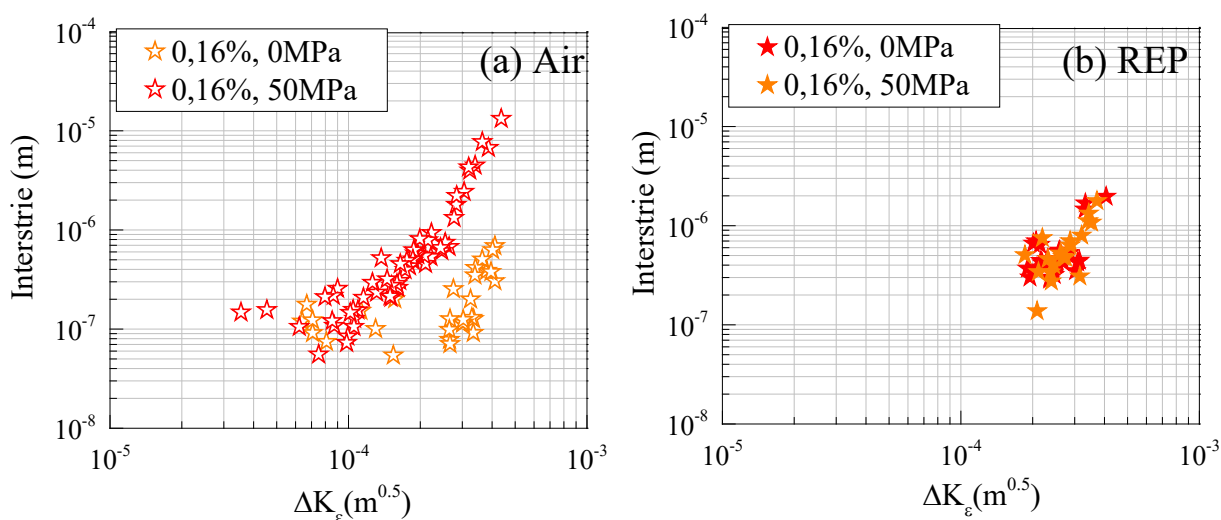 10⁻⁴
10⁻⁵
10⁻⁶
10⁻⁷
10⁻⁸
Interstrie (m)
0,16%, 0MPa
0,16%, 50MPa
(a) Air
10⁻⁵
10⁻⁴
10⁻³
ΔK_ε(m^0.5)
10⁻⁴
10⁻⁵
10⁻⁶
10⁻⁷
10⁻⁸
Interstrie (m)
0,16%, 0MPa
0,16%, 50MPa
(b) REP
10⁻⁵
10⁻⁴
10⁻³
ΔK_ε(m^0.5)